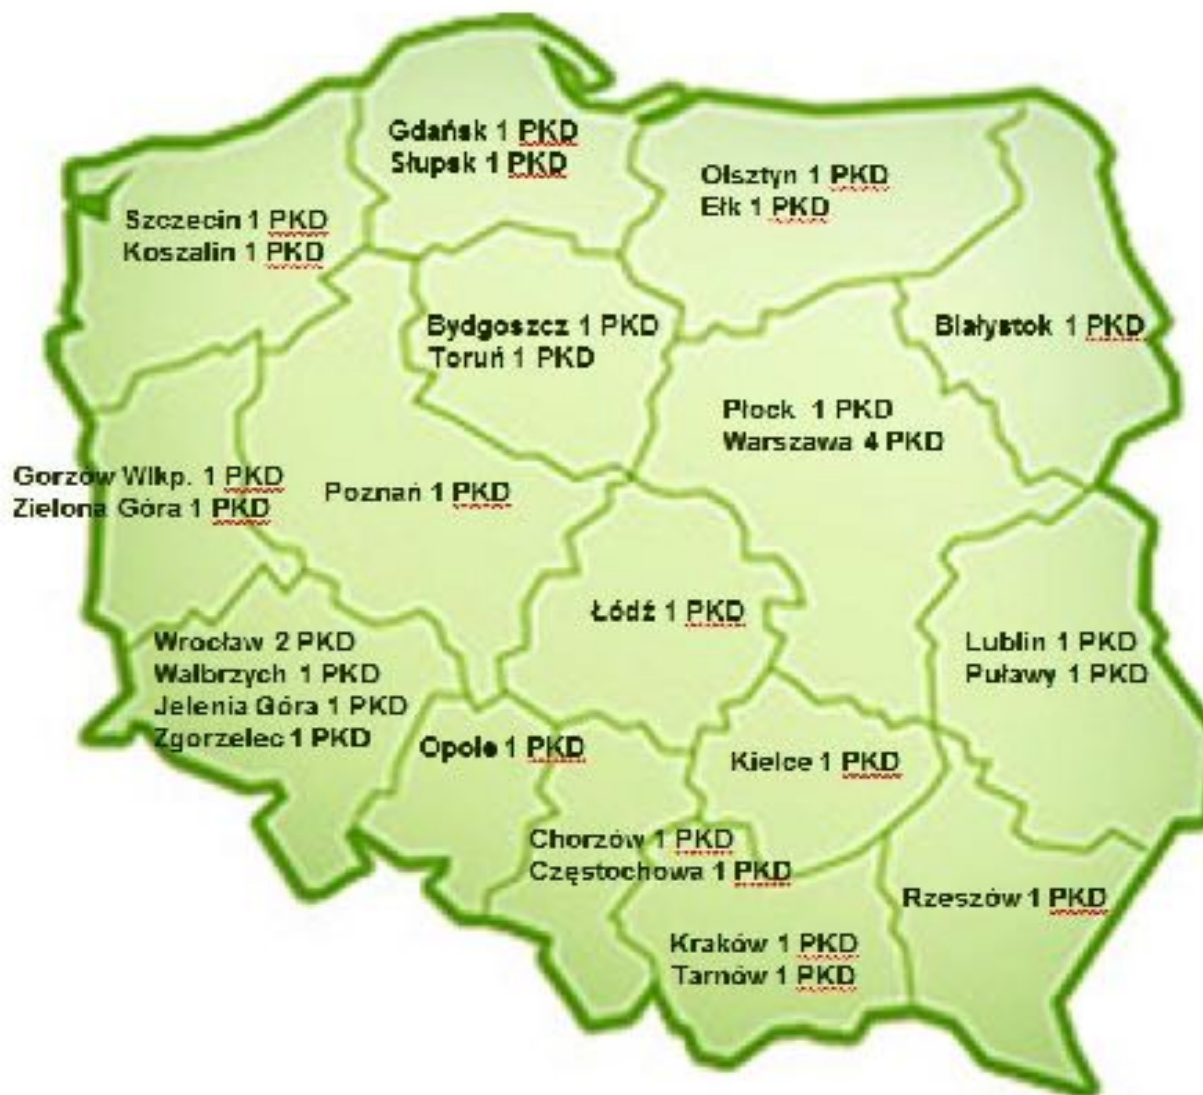 Gdańsk 1 PKD
Słupsk 1 PKD
Olsztyn 1 PKD
Ełk 1 PKD
Szczecin 1 PKD
Koszalin 1 PKD
Bydgoszcz 1 PKD
Toruń 1 PKD
Białystok 1 PKD
Płock 1 PKD
Warszawa 4 PKD
Gorzów Wlkp. 1 PKD
Zielona Góra 1 PKD
Poznań 1 PKD
Łódź 1 PKD
Wrocław 2 PKD
Wałbrzych 1 PKD
Jelenia Góra 1 PKD
Zgorzelec 1 PKD
Lublin 1 PKD
Puławy 1 PKD
Opole 1 PKD
Kielce 1 PKD
Chorzów 1 PKD
Częstochowa 1 PKD
Rzeszów 1 PKD
Kraków 1 PKD
Tarnów 1 PKD